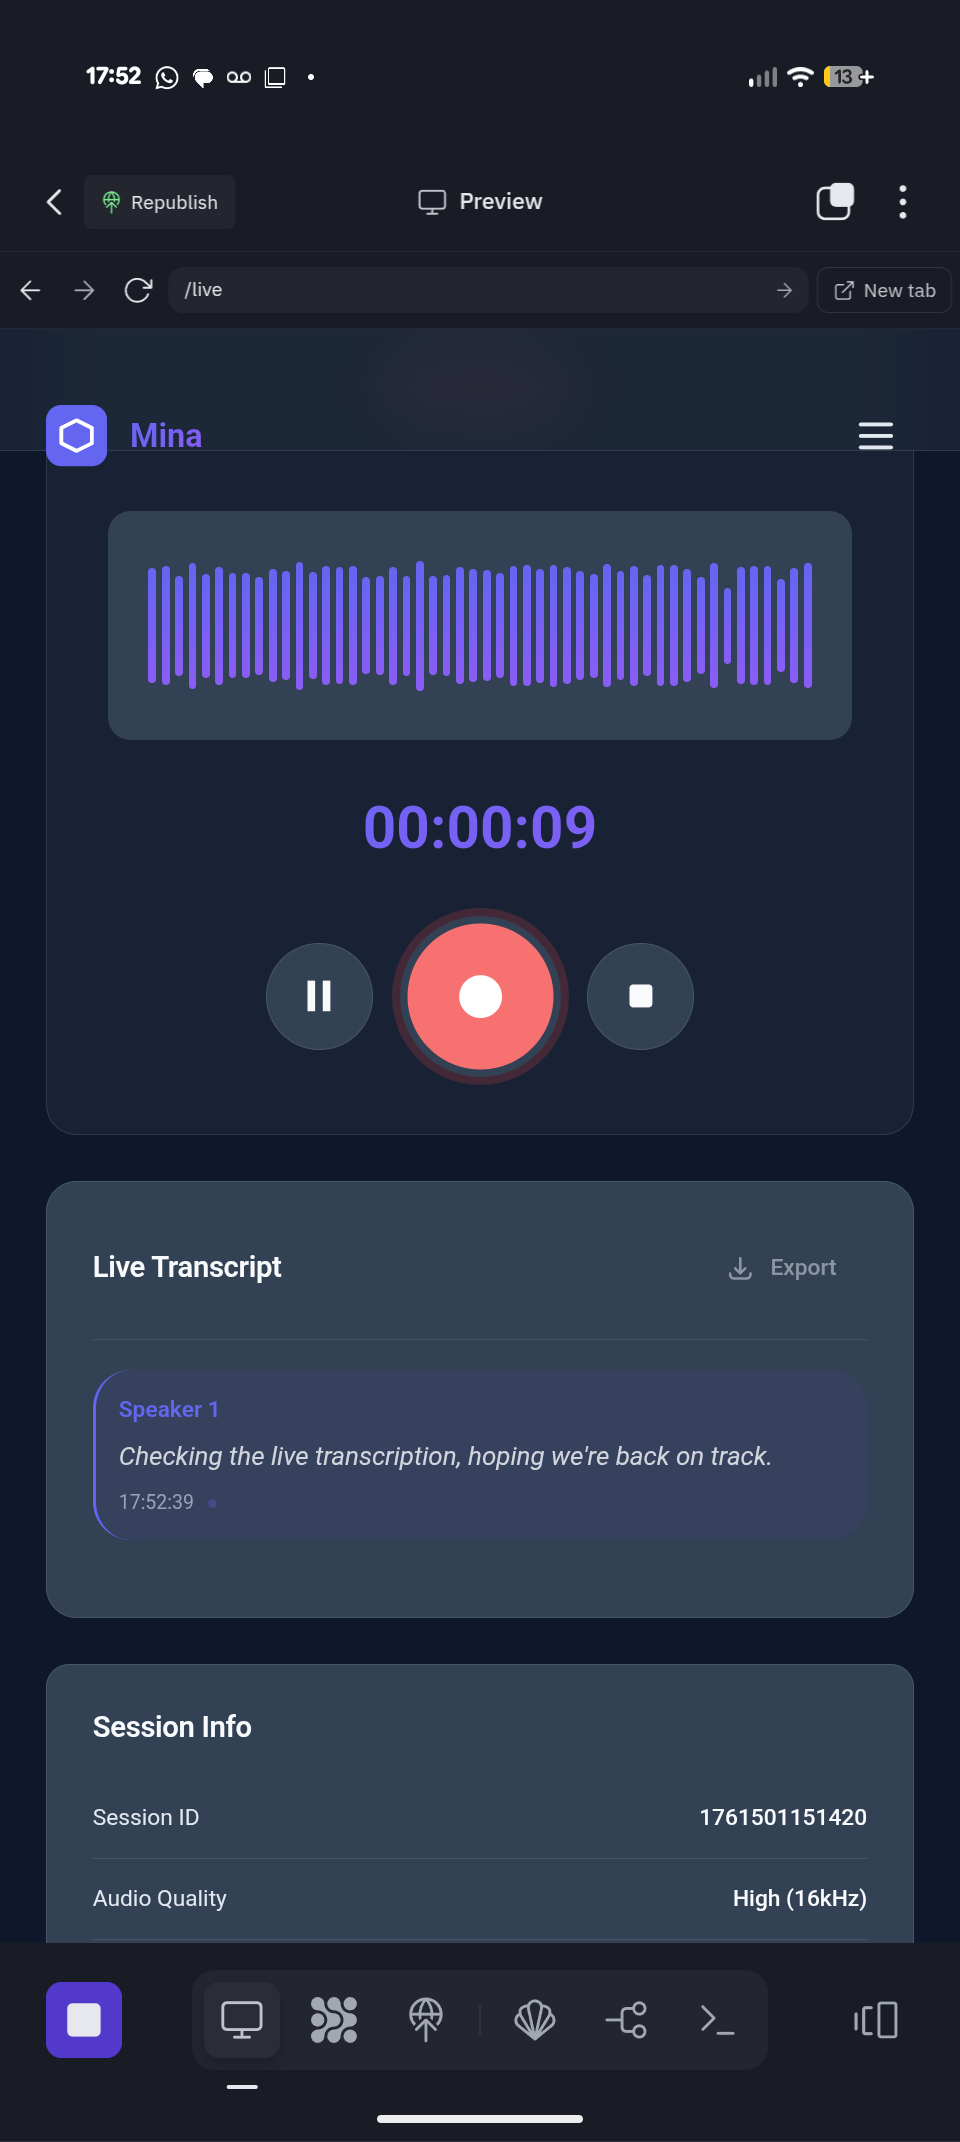 17:52
13+
Republish
Preview
/live
New tab
Mina
00:00:09
Live Transcript
Export
Speaker 1
Checking the live transcription, hoping we're back on track.
17:52:39
Session Info
Session ID
1761501151420
Audio Quality
High (16kHz)